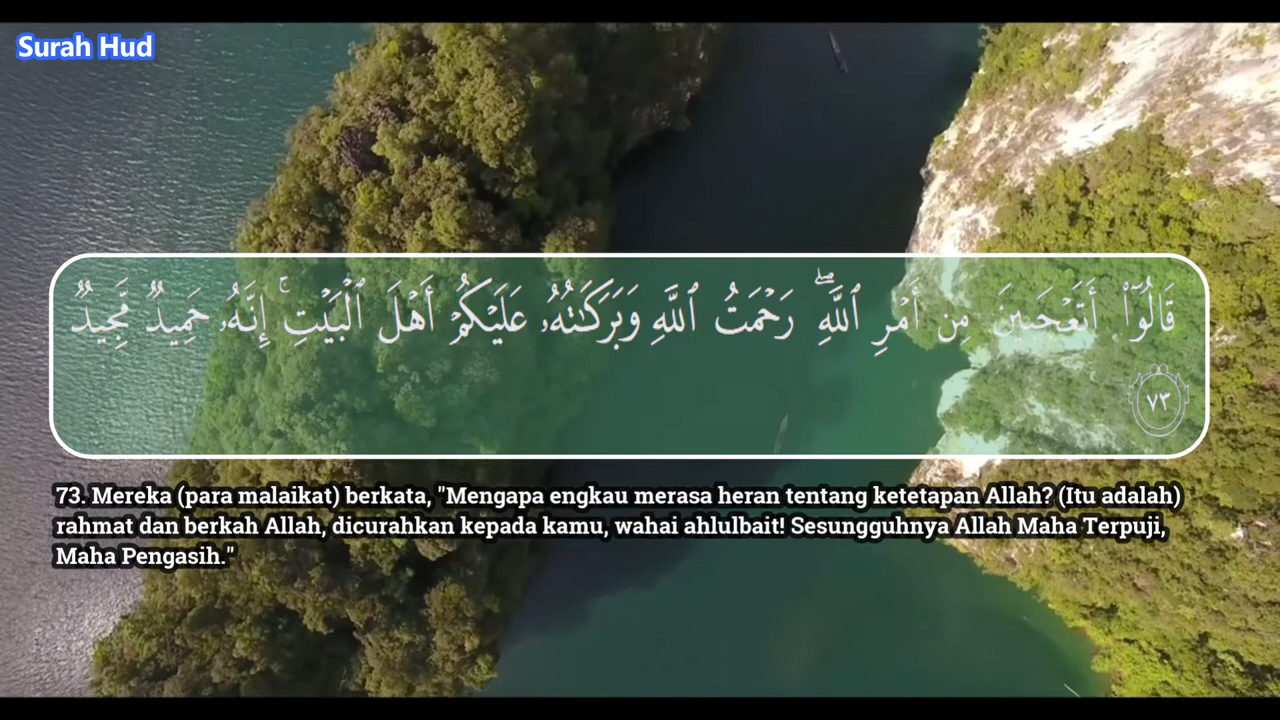 Surah Hud
قَالُوٓا۟ أَتَعْجَبِينَ مِنْ أَمْرِ ٱللَّهِ ۖ رَحْمَتُ ٱللَّهِ وَبَرَكَـٰتُهُۥ عَلَيْكُمْ أَهْلَ ٱلْبَيْتِ ۚ إِنَّهُۥ حَمِيدٌ مَّجِيدٌ
٧٣
73. Mereka (para malaikat) berkata, "Mengapa engkau merasa heran tentang ketetapan Allah? (Itu adalah)
rahmat dan berkah Allah, dicurahkan kepada kamu, wahai ahlulbait! Sesungguhnya Allah Maha Terpuji,
Maha Pengasih."